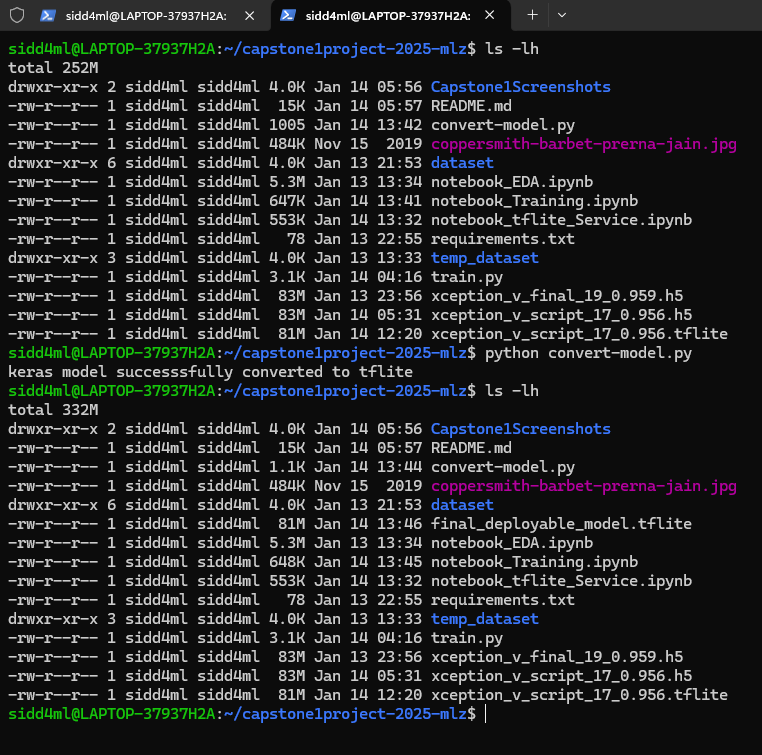 sidd4ml@LAPTOP-37937H2A:
sidd4ml@LAPTOP-37937H2A:
sidd4ml@LAPTOP-37937H2A:~/capstone1project-2025-mlz$ ls -lh
total 252M
drwxr-xr-x 2 sidd4ml sidd4ml 4.0K Jan 14 05:56 Capstone1Screenshots
-rw-r--r-- 1 sidd4ml sidd4ml  15K Jan 14 05:57 README.md
-rw-r--r-- 1 sidd4ml sidd4ml 1005 Jan 14 13:42 convert-model.py
-rw-r--r-- 1 sidd4ml sidd4ml 484K Nov 15  2019 coppersmith-barbet-prerna-jain.jpg
drwxr-xr-x 6 sidd4ml sidd4ml 4.0K Jan 13 21:53 dataset
-rw-r--r-- 1 sidd4ml sidd4ml 5.3M Jan 13 13:34 notebook_EDA.ipynb
-rw-r--r-- 1 sidd4ml sidd4ml 647K Jan 14 13:41 notebook_Training.ipynb
-rw-r--r-- 1 sidd4ml sidd4ml 553K Jan 14 13:32 notebook_tflite_Service.ipynb
-rw-r--r-- 1 sidd4ml sidd4ml   78 Jan 13 22:55 requirements.txt
drwxr-xr-x 3 sidd4ml sidd4ml 4.0K Jan 13 13:33 temp_dataset
-rw-r--r-- 1 sidd4ml sidd4ml 3.1K Jan 14 04:16 train.py
-rw-r--r-- 1 sidd4ml sidd4ml  83M Jan 13 23:56 xception_v_final_19_0.959.h5
-rw-r--r-- 1 sidd4ml sidd4ml  83M Jan 14 05:31 xception_v_script_17_0.956.h5
-rw-r--r-- 1 sidd4ml sidd4ml  81M Jan 14 12:20 xception_v_script_17_0.956.tflite
sidd4ml@LAPTOP-37937H2A:~/capstone1project-2025-mlz$ python convert-model.py
keras model successsfully converted to tflite
sidd4ml@LAPTOP-37937H2A:~/capstone1project-2025-mlz$ ls -lh
total 332M
drwxr-xr-x 2 sidd4ml sidd4ml 4.0K Jan 14 05:56 Capstone1Screenshots
-rw-r--r-- 1 sidd4ml sidd4ml  15K Jan 14 05:57 README.md
-rw-r--r-- 1 sidd4ml sidd4ml 1.1K Jan 14 13:44 convert-model.py
-rw-r--r-- 1 sidd4ml sidd4ml 484K Nov 15  2019 coppersmith-barbet-prerna-jain.jpg
drwxr-xr-x 6 sidd4ml sidd4ml 4.0K Jan 13 21:53 dataset
-rw-r--r-- 1 sidd4ml sidd4ml  81M Jan 14 13:46 final_deployable_model.tflite
-rw-r--r-- 1 sidd4ml sidd4ml 5.3M Jan 13 13:34 notebook_EDA.ipynb
-rw-r--r-- 1 sidd4ml sidd4ml 648K Jan 14 13:45 notebook_Training.ipynb
-rw-r--r-- 1 sidd4ml sidd4ml 553K Jan 14 13:32 notebook_tflite_Service.ipynb
-rw-r--r-- 1 sidd4ml sidd4ml   78 Jan 13 22:55 requirements.txt
drwxr-xr-x 3 sidd4ml sidd4ml 4.0K Jan 13 13:33 temp_dataset
-rw-r--r-- 1 sidd4ml sidd4ml 3.1K Jan 14 04:16 train.py
-rw-r--r-- 1 sidd4ml sidd4ml  83M Jan 13 23:56 xception_v_final_19_0.959.h5
-rw-r--r-- 1 sidd4ml sidd4ml  83M Jan 14 05:31 xception_v_script_17_0.956.h5
-rw-r--r-- 1 sidd4ml sidd4ml  81M Jan 14 12:20 xception_v_script_17_0.956.tflite
sidd4ml@LAPTOP-37937H2A:~/capstone1project-2025-mlz$